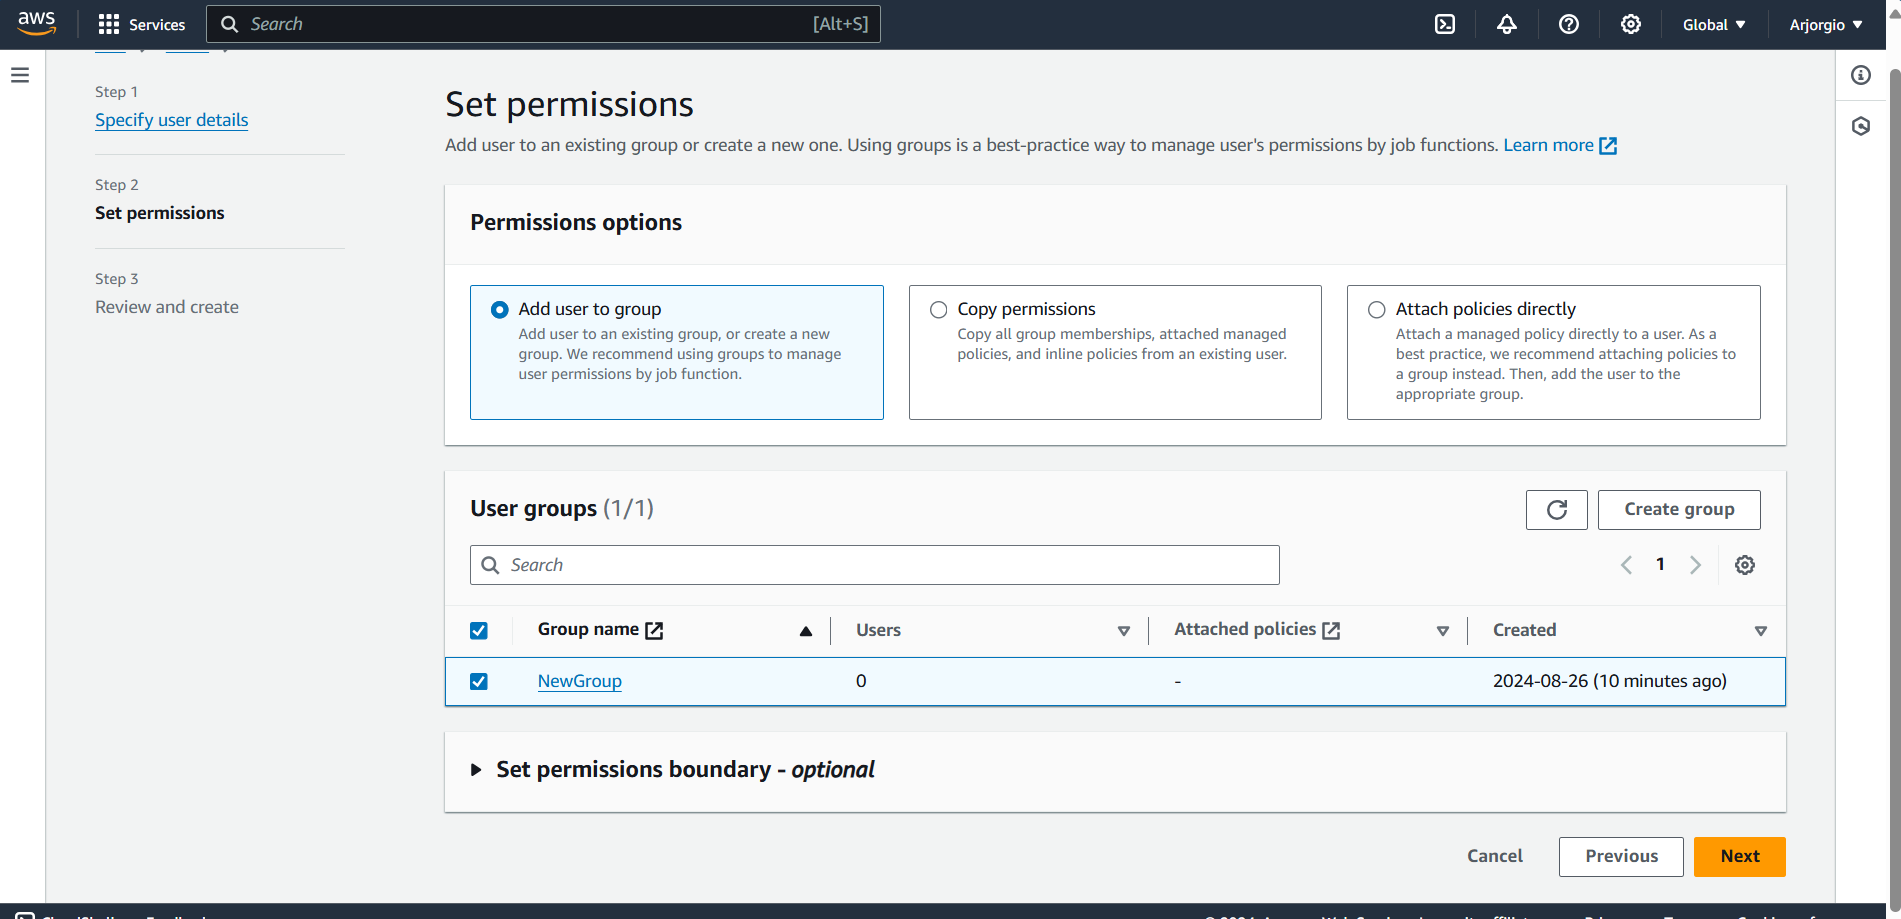 aws
Services
Search
[Alt+S]
Global
Arjorgio
Step 1
Specify user details
Step 2
Set permissions
Step 3
Review and create
Set permissions
Add user to an existing group or create a new one. Using groups is a best-practice way to manage user's permissions by job functions. Learn more
Permissions options
Add user to group
Add user to an existing group, or create a new
group. We recommend using groups to manage
user permissions by job function.
Copy permissions
Copy all group memberships, attached managed
policies, and inline policies from an existing user.
Attach policies directly
Attach a managed policy directly to a user. As a
best practice, we recommend attaching policies to
a group instead. Then, add the user to the
appropriate group.
User groups (1/1)
Create group
Search
1
Group name
Users
Attached policies
Created
NewGroup
0
-
2024-08-26 (10 minutes ago)
Set permissions boundary - optional
Cancel
Previous
Next